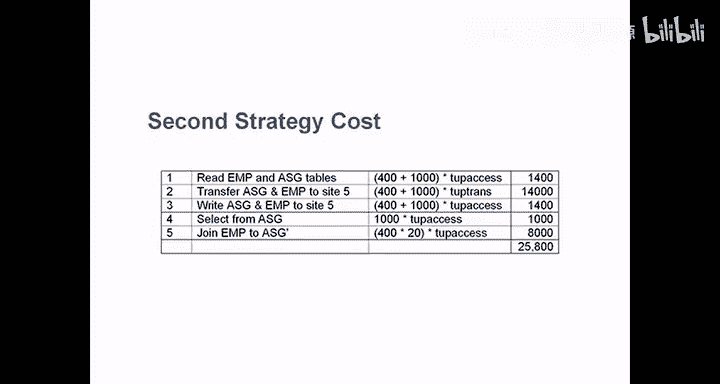 bilibili
Second Strategy Cost
1 Read EMP and ASG tables (400 + 1000) * tupaccess 1400
2 Transfer ASG & EMP to site 5 (400 + 1000) * tuptrans 14000
3 Write ASG & EMP to site 5 (400 + 1000) * tupaccess 1400
4 Select from ASG 1000 * tupaccess 1000
5 Join EMP to ASG' (400 * 20) * tupaccess 8000
25,800